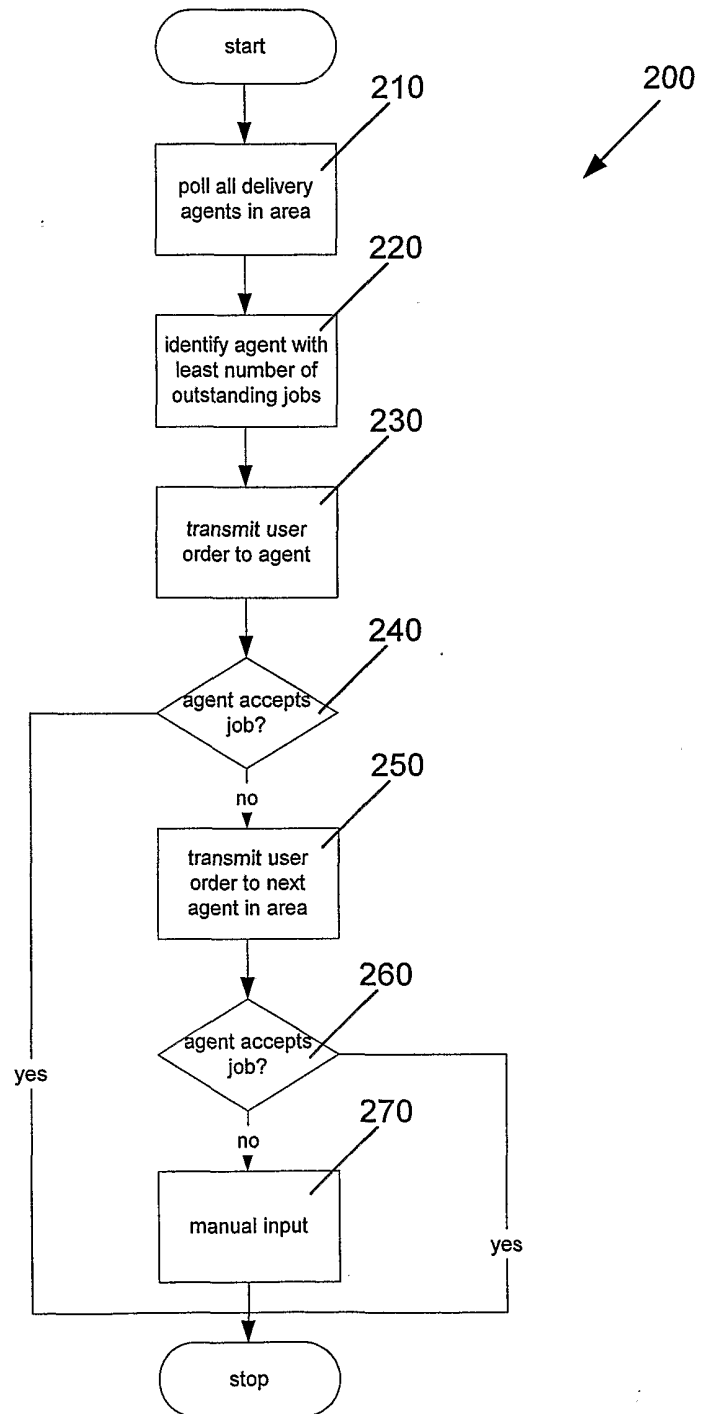 start
210
200
poll all delivery
agents in area
220
identify agent with
least number of
outstanding jobs
230
transmit user
order to agent
240
agent accepts
job?
250
no
transmit user
order to next
agent in area
260
agent accepts
job?
yes
270
no
manual input
yes
stop